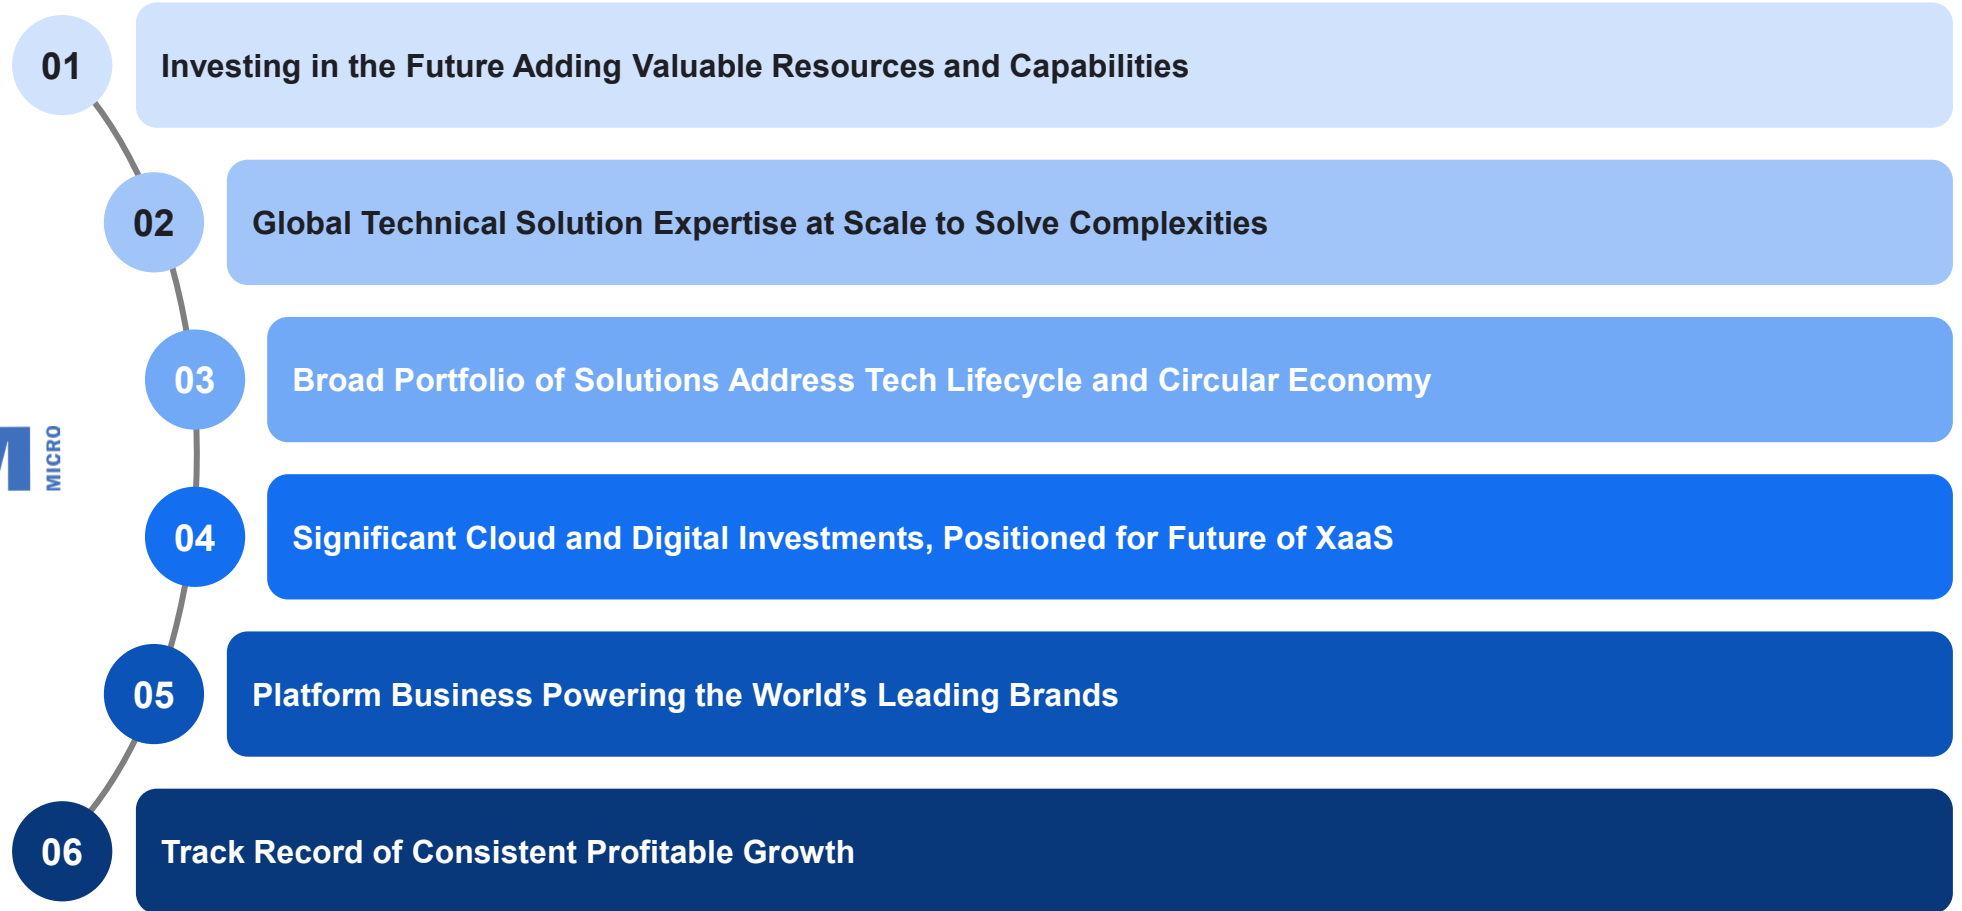 01
Investing in the Future Adding Valuable Resources and Capabilities
02
Global Technical Solution Expertise at Scale to Solve Complexities
03
Broad Portfolio of Solutions Address Tech Lifecycle and Circular Economy
M MICRO
04
Significant Cloud and Digital Investments, Positioned for Future of XaaS
05
Platform Business Powering the World’s Leading Brands
06
Track Record of Consistent Profitable Growth